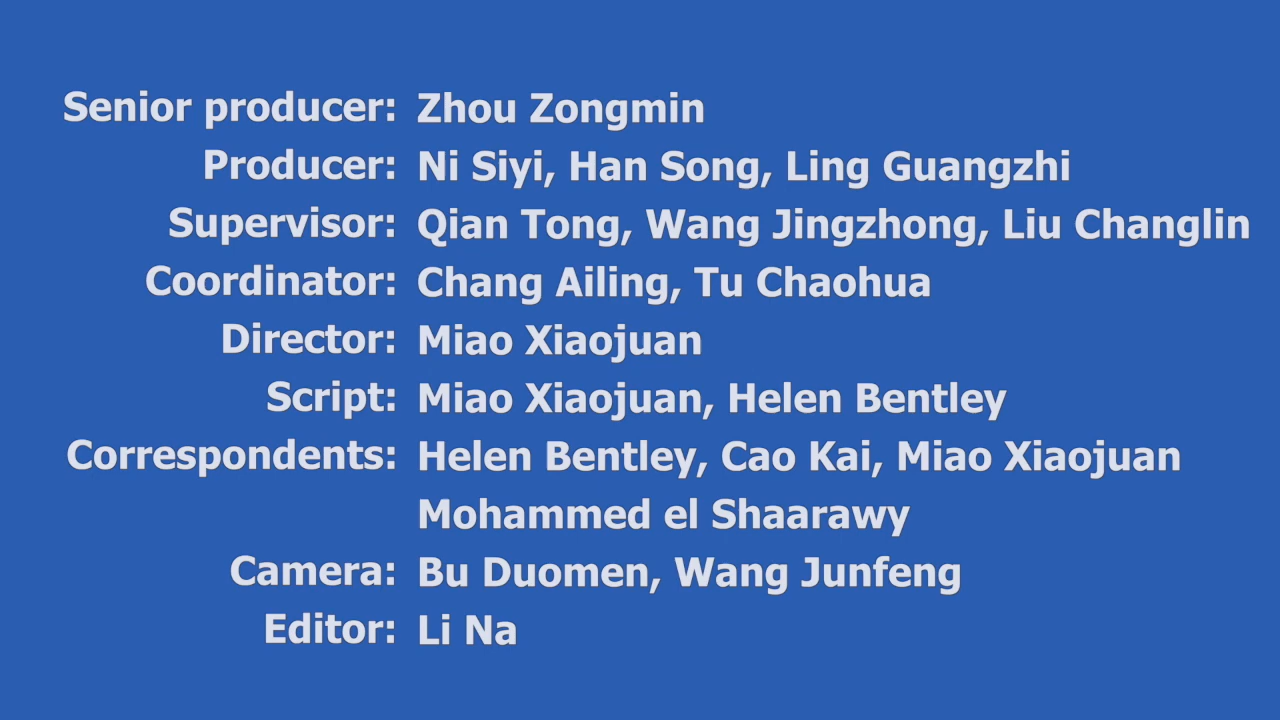 Senior producer: Zhou Zongmin
Producer: Ni Siyi, Han Song, Ling Guangzhi
Supervisor: Qian Tong, Wang Jingzhong, Liu Changlin
Coordinator: Chang Ailing, Tu Chaohua
Director: Miao Xiaojuan
Script: Miao Xiaojuan, Helen Bentley
Correspondents: Helen Bentley, Cao Kai, Miao Xiaojuan
Mohammed el Shaarawy
Camera: Bu Duomen, Wang Junfeng
Editor: Li Na